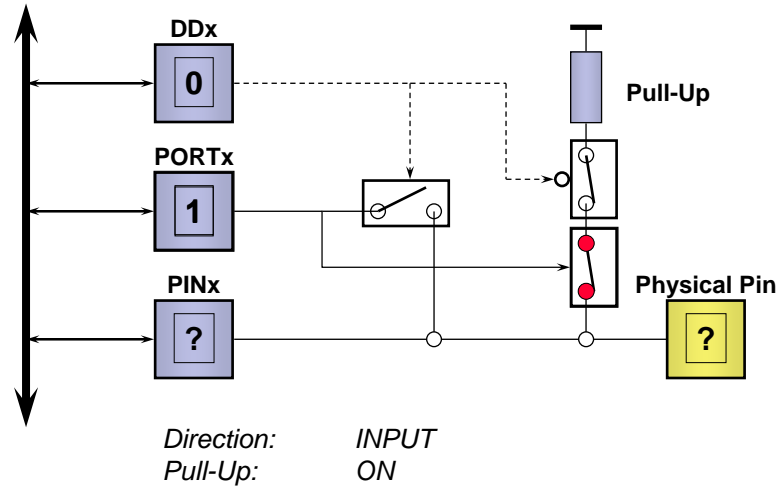 DDx
0
Pull-Up
PORTx
1
PINx
?
Physical Pin
?
Direction: INPUT
Pull-Up: ON